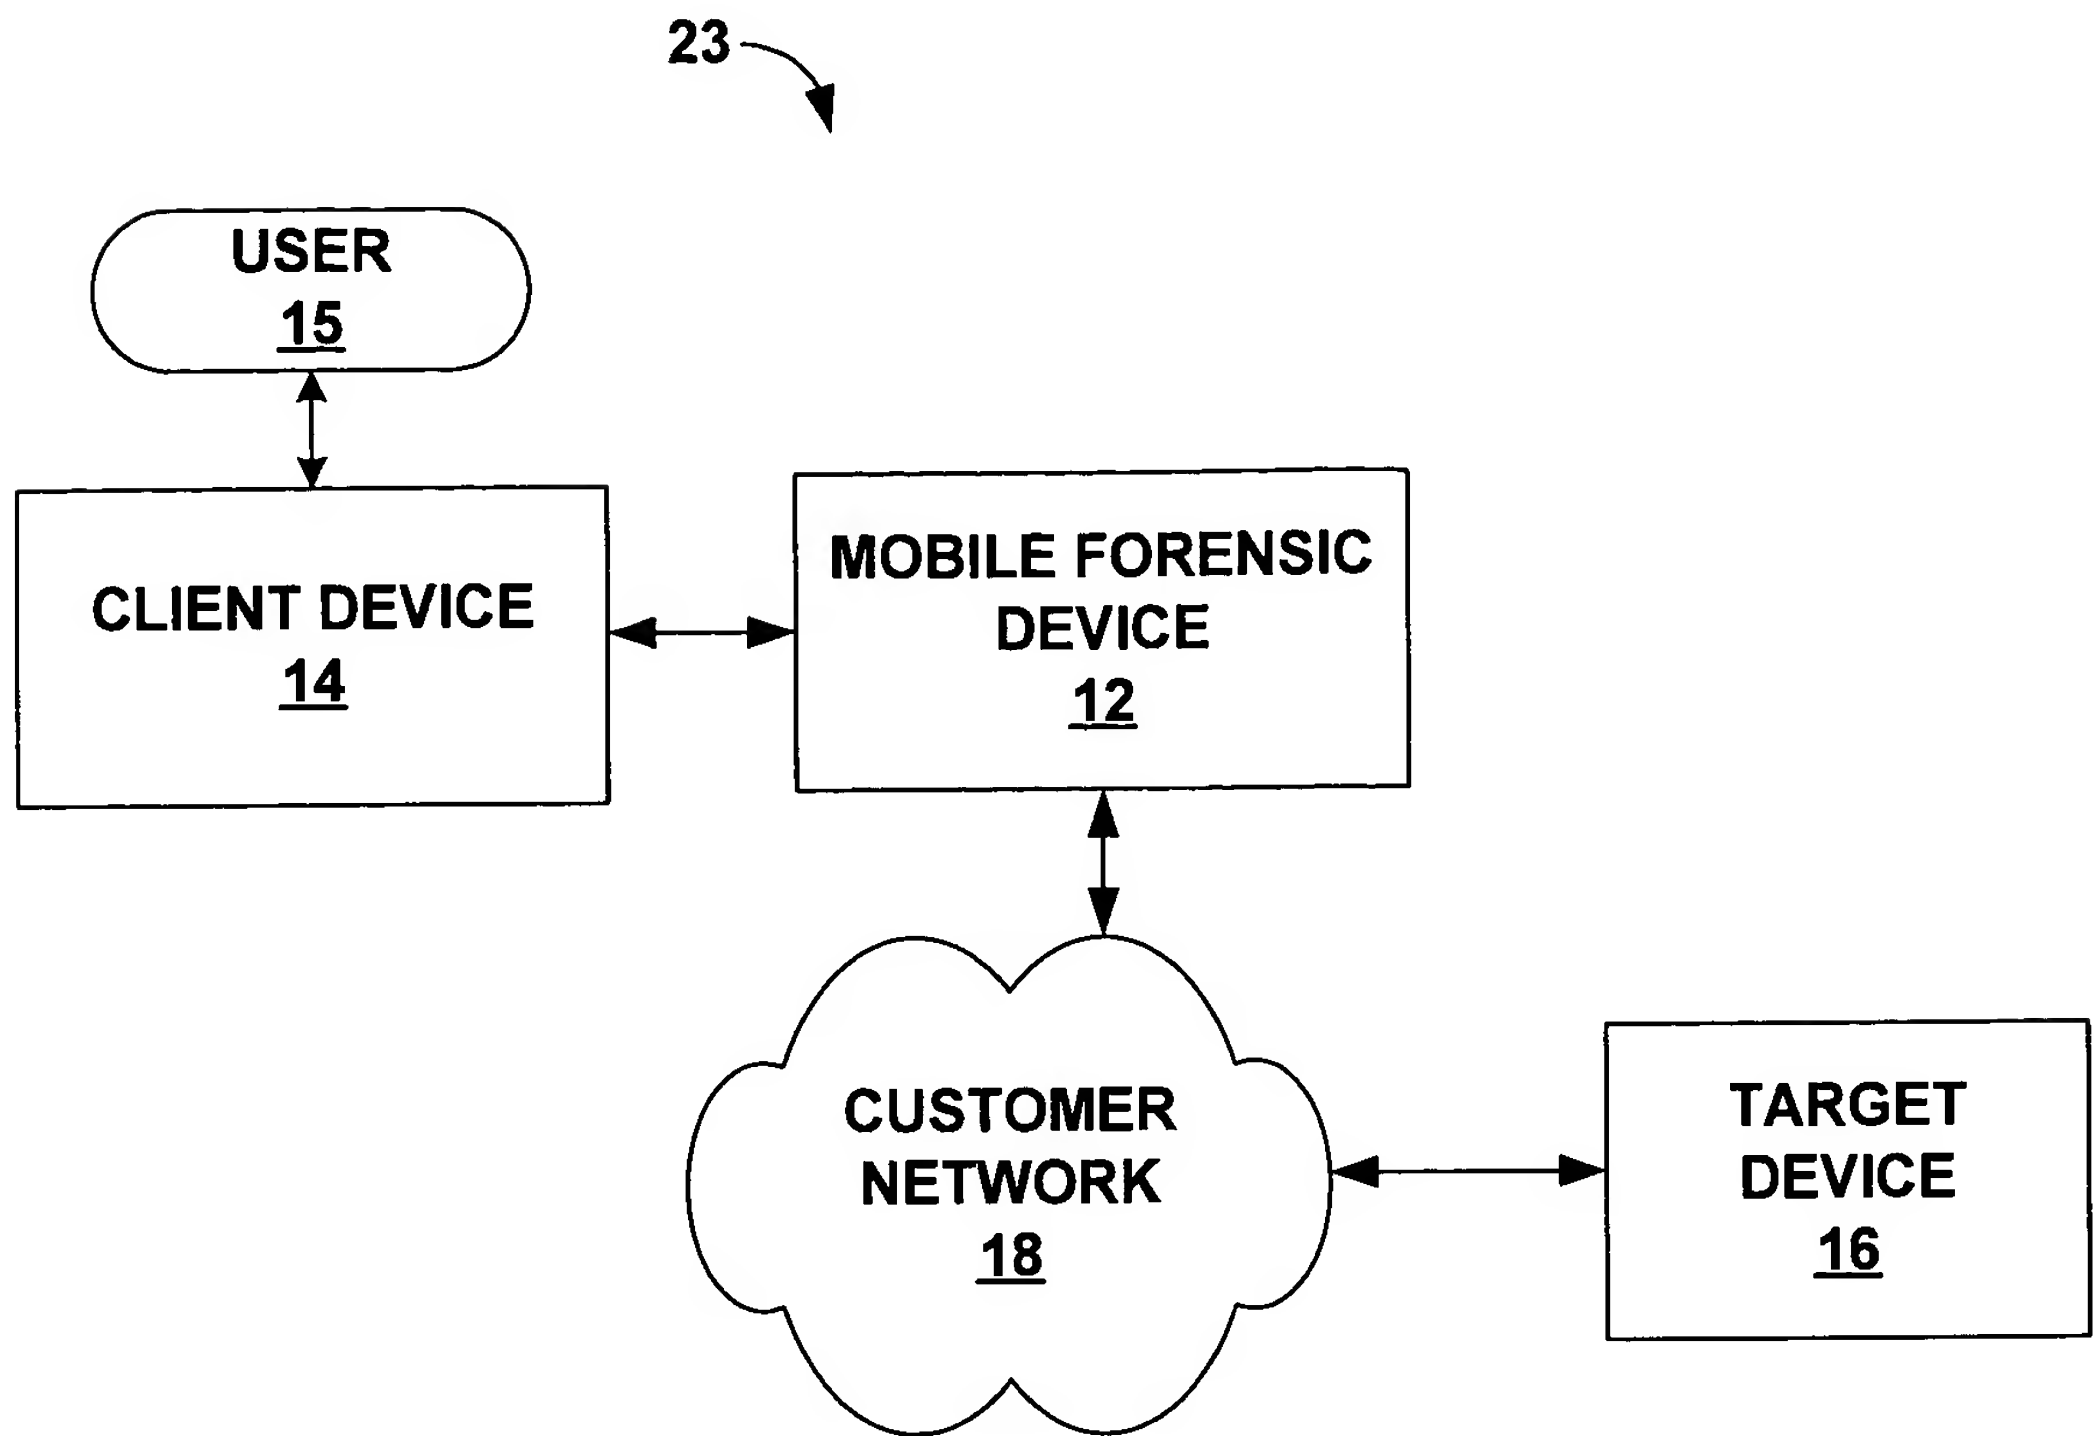 23
USER
15
CLIENT DEVICE
14
MOBILE FORENSIC
DEVICE
12
CUSTOMER
NETWORK
18
TARGET
DEVICE
16